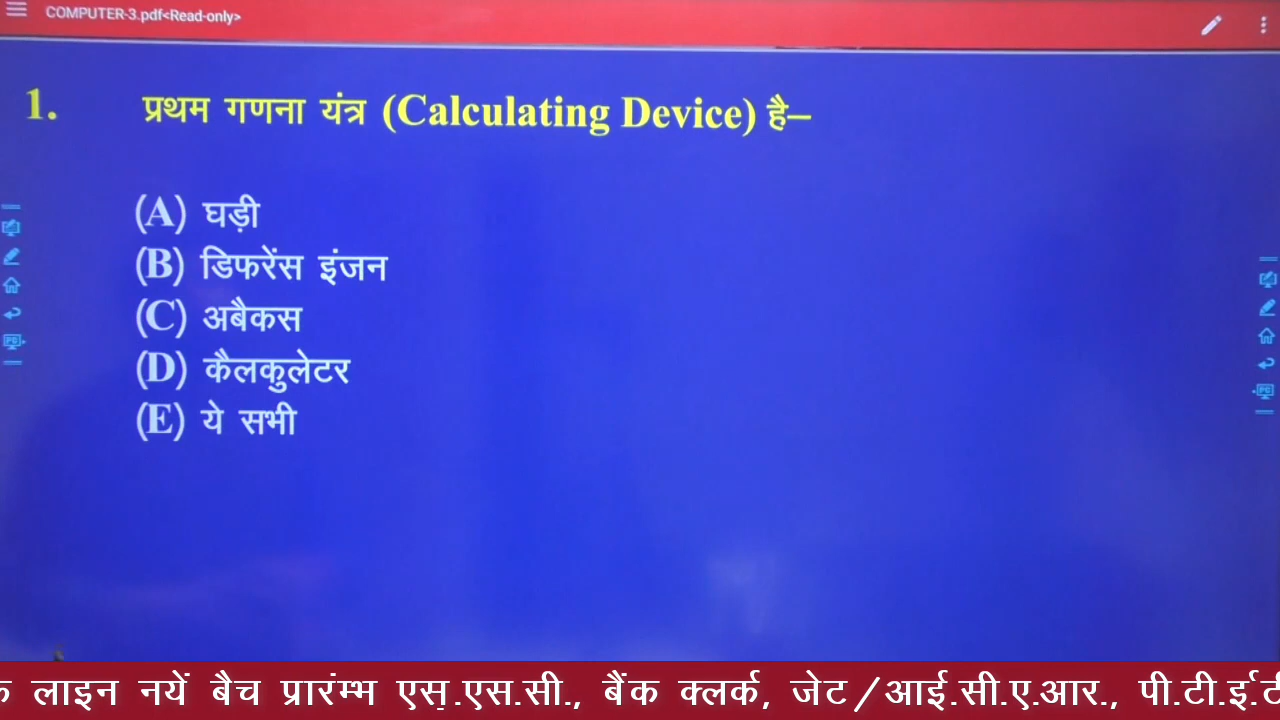 COMPUTER-3.pdf<Read-only>
1. प्रथम गणना यंत्र (Calculating Device) है–
(A) घड़ी
(B) डिफरेंस इंजन
(C) अबैकस
(D) कैलकुलेटर
(E) ये सभी
लाइन नयें बैच प्रारंम्भ एस.एस.सी., बैंक क्लर्क, जेट/आई.सी.ए.आर.,